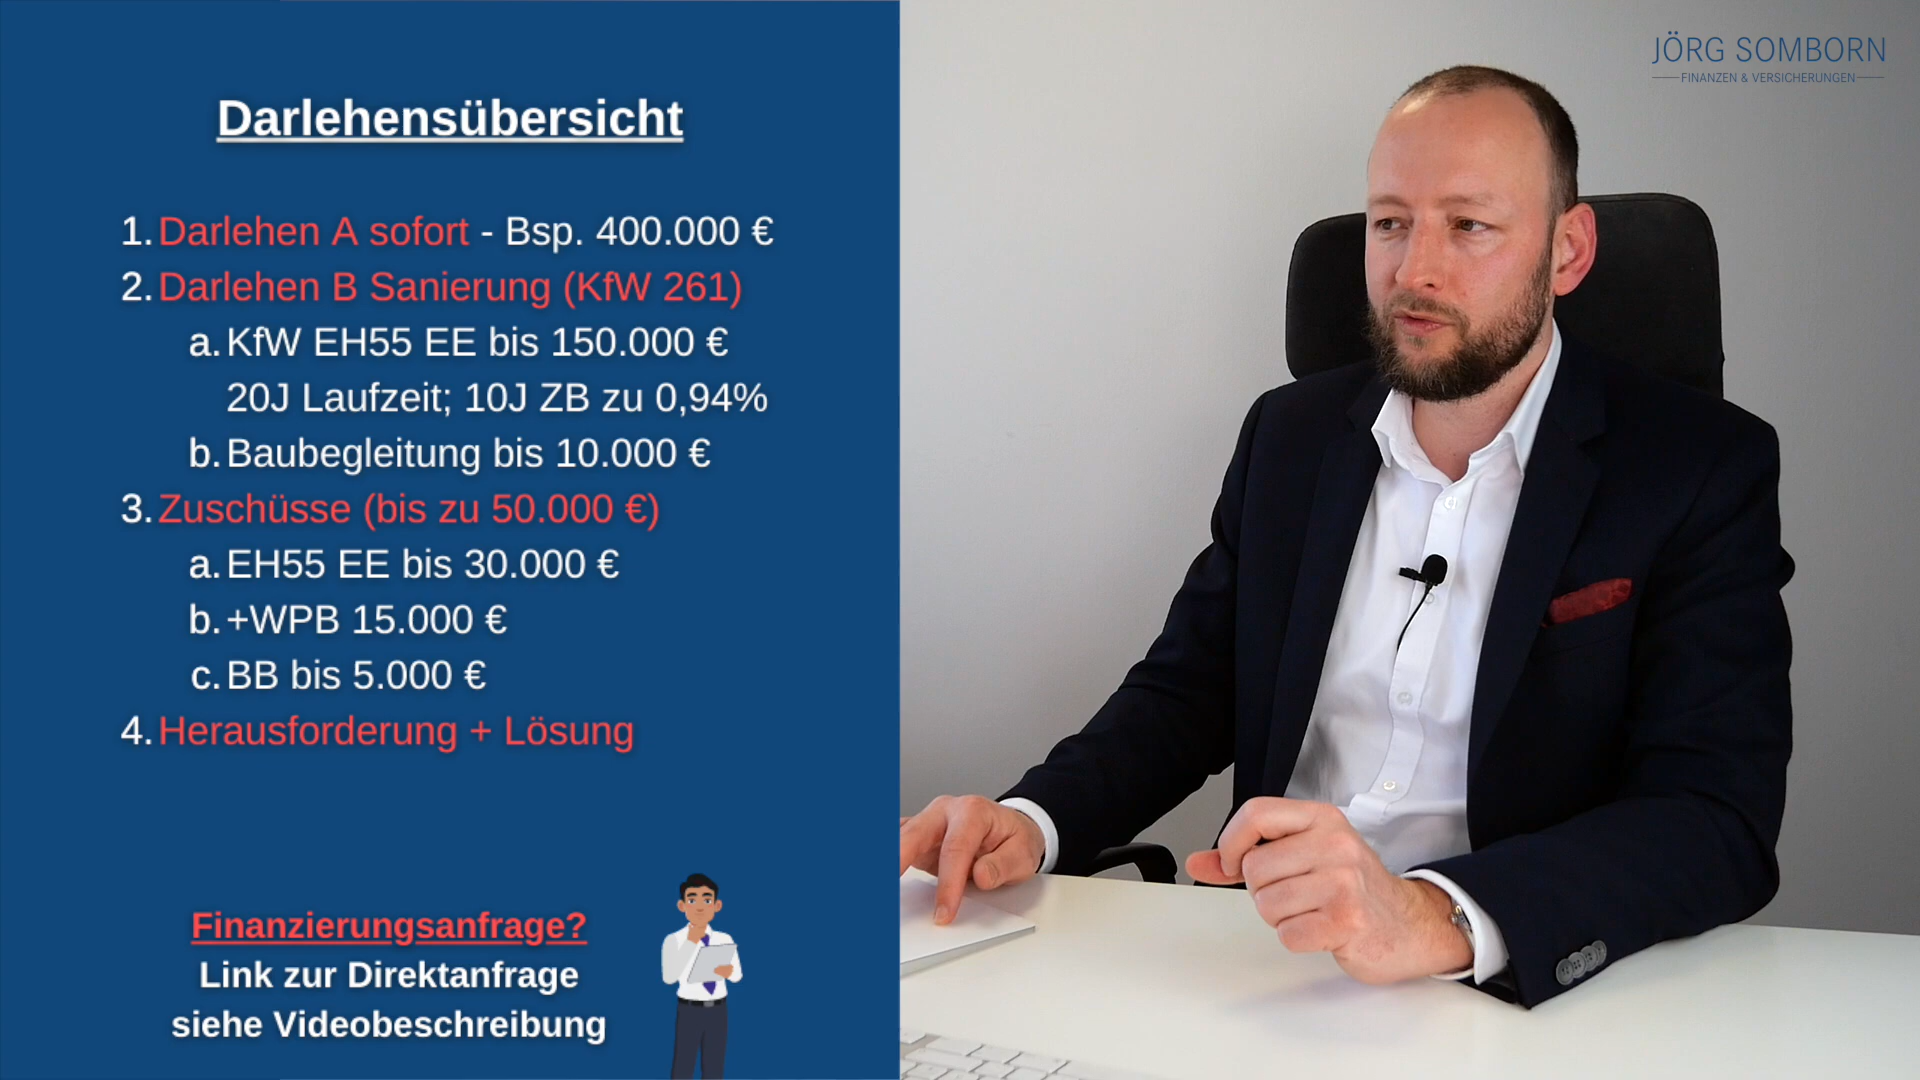 Darlehensübersicht
1. Darlehen A sofort - Bsp. 400.000 €
2. Darlehen B Sanierung (KfW 261)
a. KfW EH55 EE bis 150.000 €
20J Laufzeit; 10J ZB zu 0,94%
b. Baubegleitung bis 10.000 €
3. Zuschüsse (bis zu 50.000 €)
a. EH55 EE bis 30.000 €
b. +WPB 15.000 €
c. BB bis 5.000 €
4. Herausforderung + Lösung
Finanzierungsanfrage?
Link zur Direktanfrage
siehe Videobeschreibung
JÖRG SOMBORN
FINANZEN & VERSICHERUNGEN